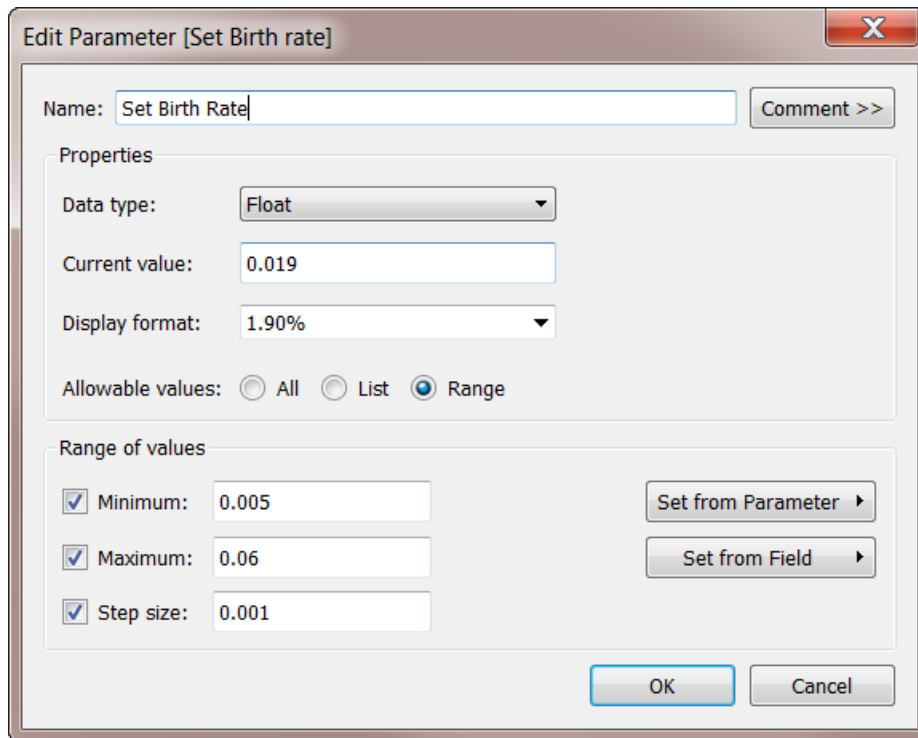 Edit Parameter [Set Birth rate]
Name: Set Birth Rate Comment >>
Properties
Data type: Float
Current value: 0.019
Display format: 1.90%
Allowable values: All List Range
Range of values
Minimum: 0.005 Set from Parameter
Maximum: 0.06 Set from Field
Step size: 0.001
OK Cancel